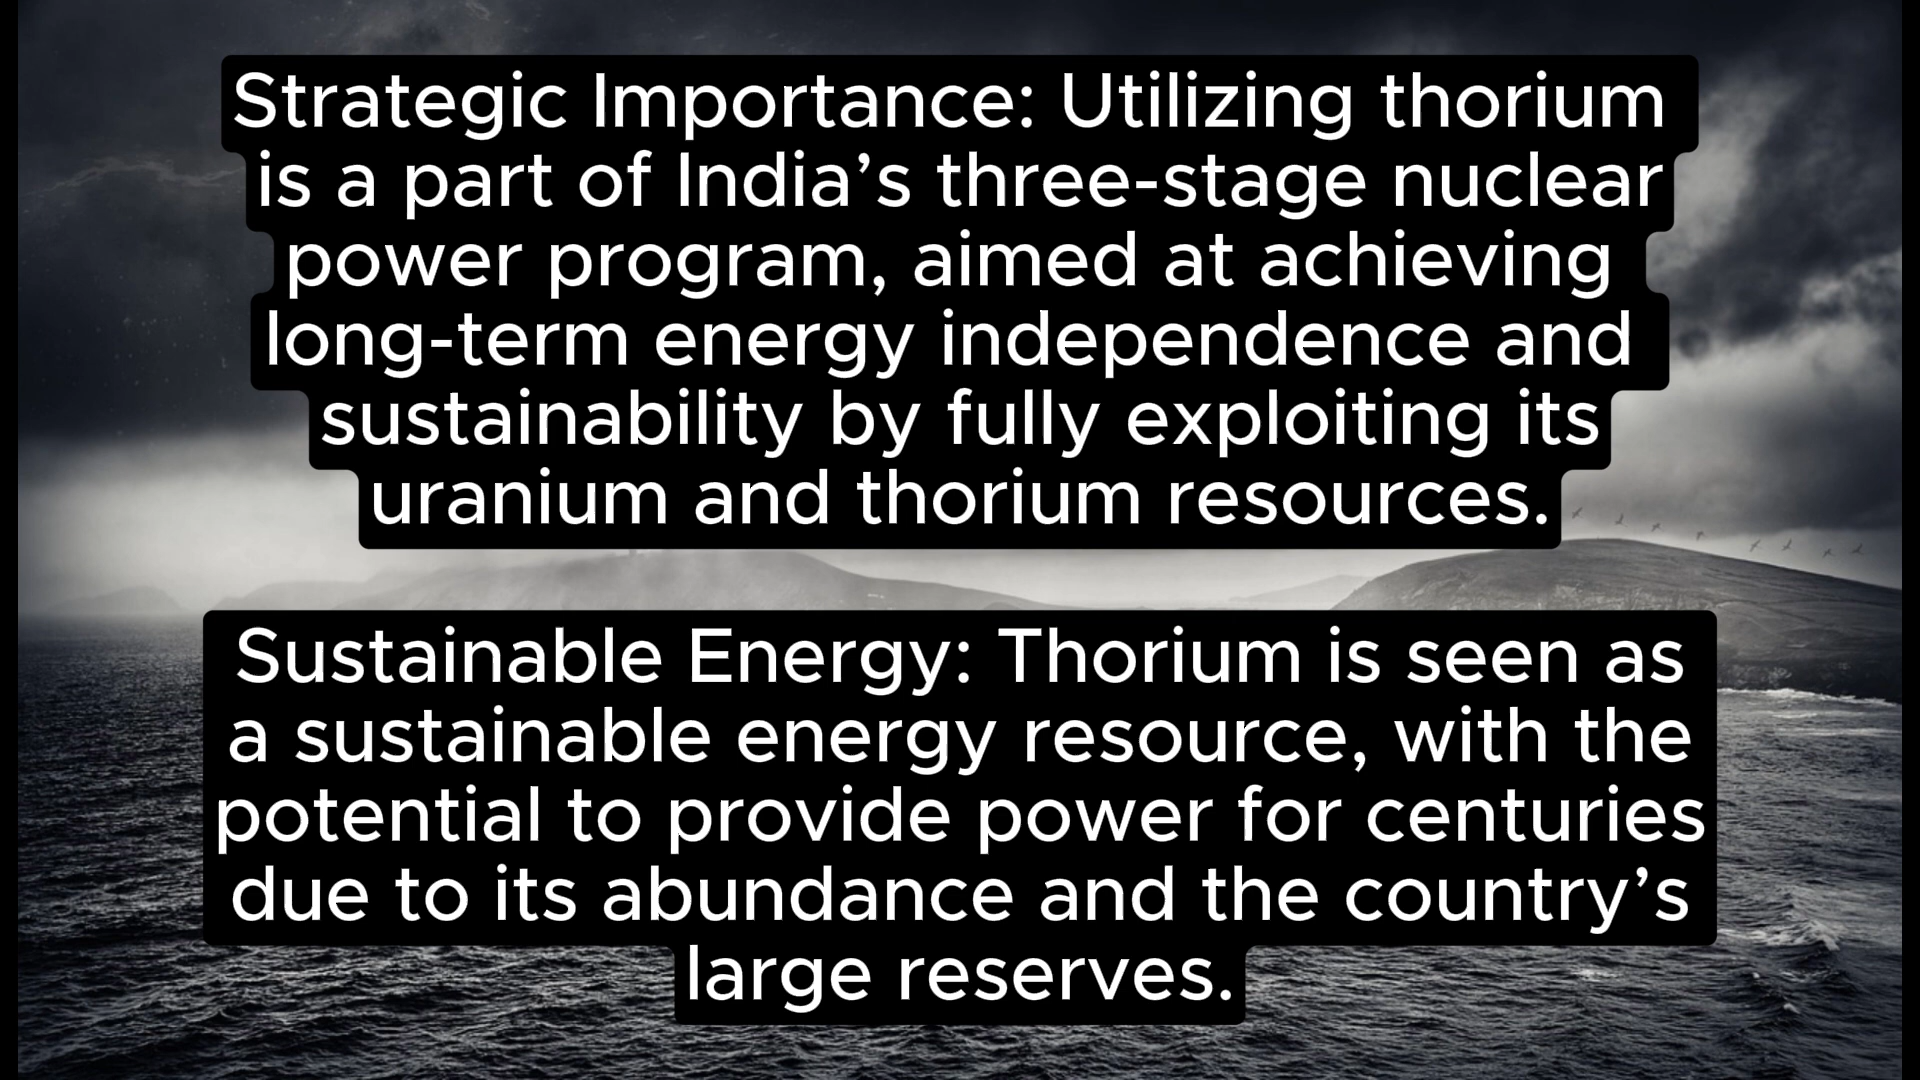 Strategic Importance: Utilizing thorium
is a part of India’s three-stage nuclear
power program, aimed at achieving
long-term energy independence and
sustainability by fully exploiting its
uranium and thorium resources.
Sustainable Energy: Thorium is seen as
a sustainable energy resource, with the
potential to provide power for centuries
due to its abundance and the country’s
large reserves.